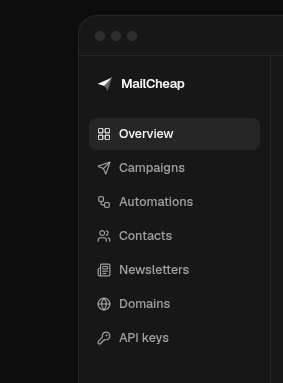 MailCheap
Overview
Campaigns
Automations
Contacts
Newsletters
Domains
API keys